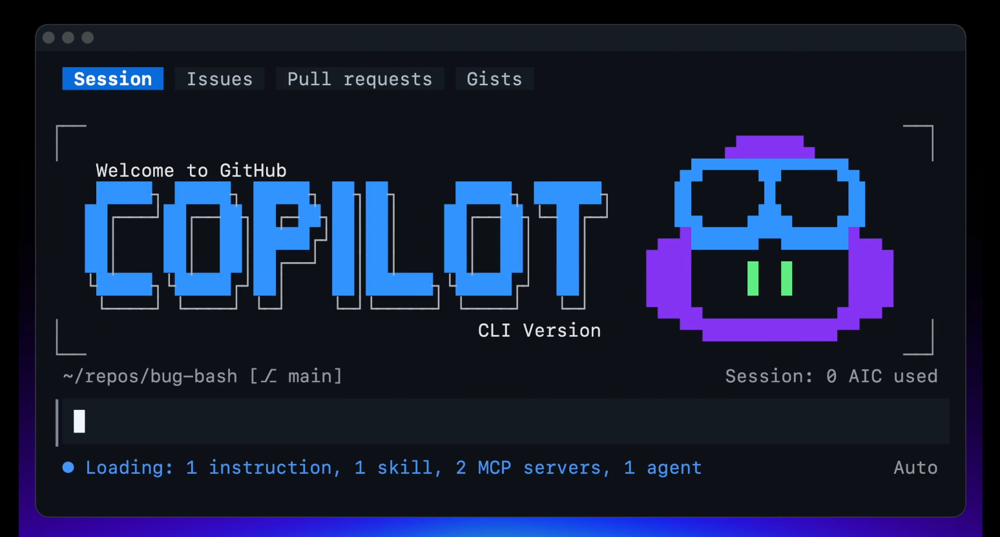 Session Issues Pull requests Gists
Welcome to GitHub
COPILOT
CLI Version
~/repos/bug-bash [⎇ main] Session: 0 AIC used
Loading: 1 instruction, 1 skill, 2 MCP servers, 1 agent Auto